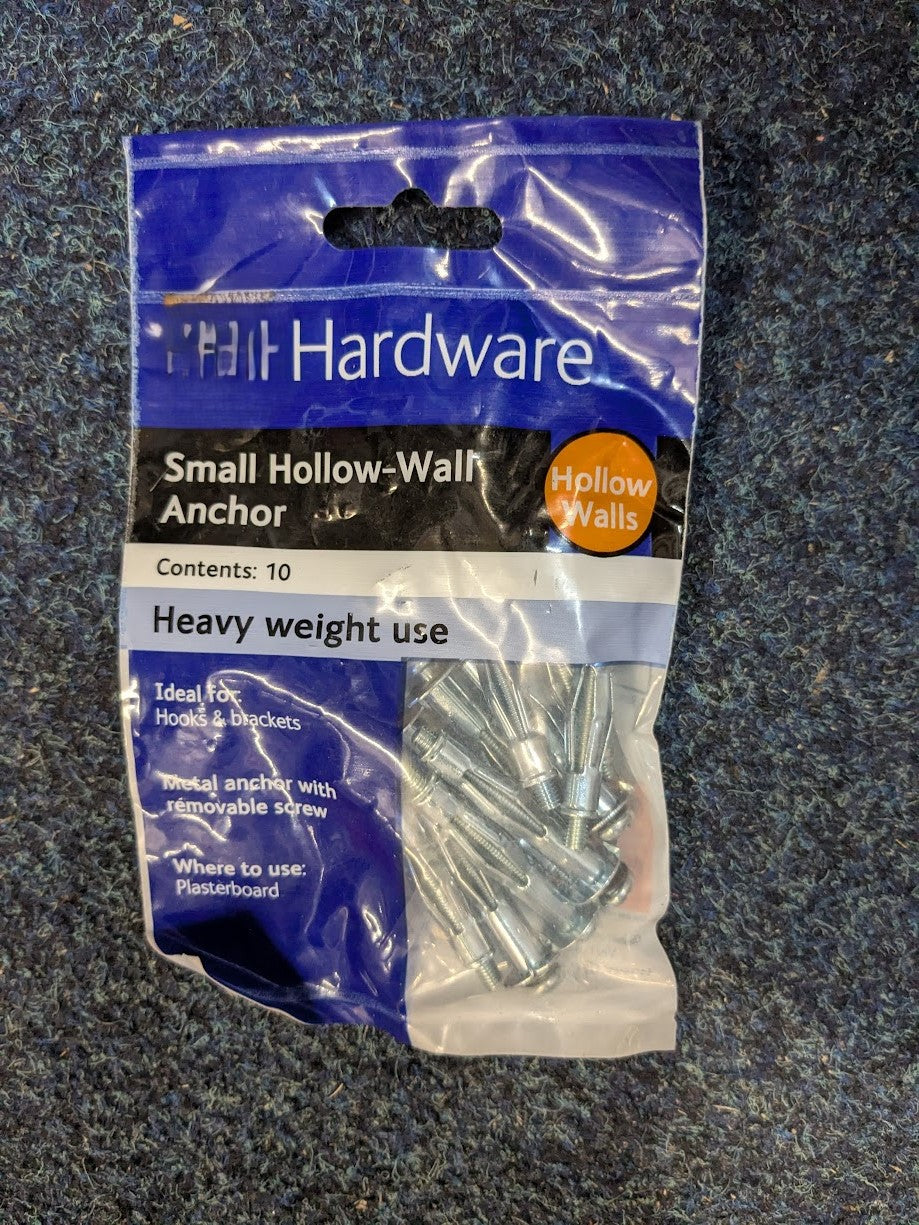 Hardware
Small Hollow-Wall
Anchor
Hollow
Walls
Contents: 10
Heavy weight use
Ideal for:
Hooks & brackets
Metal anchor with
removable screw
Where to use:
Plasterboard